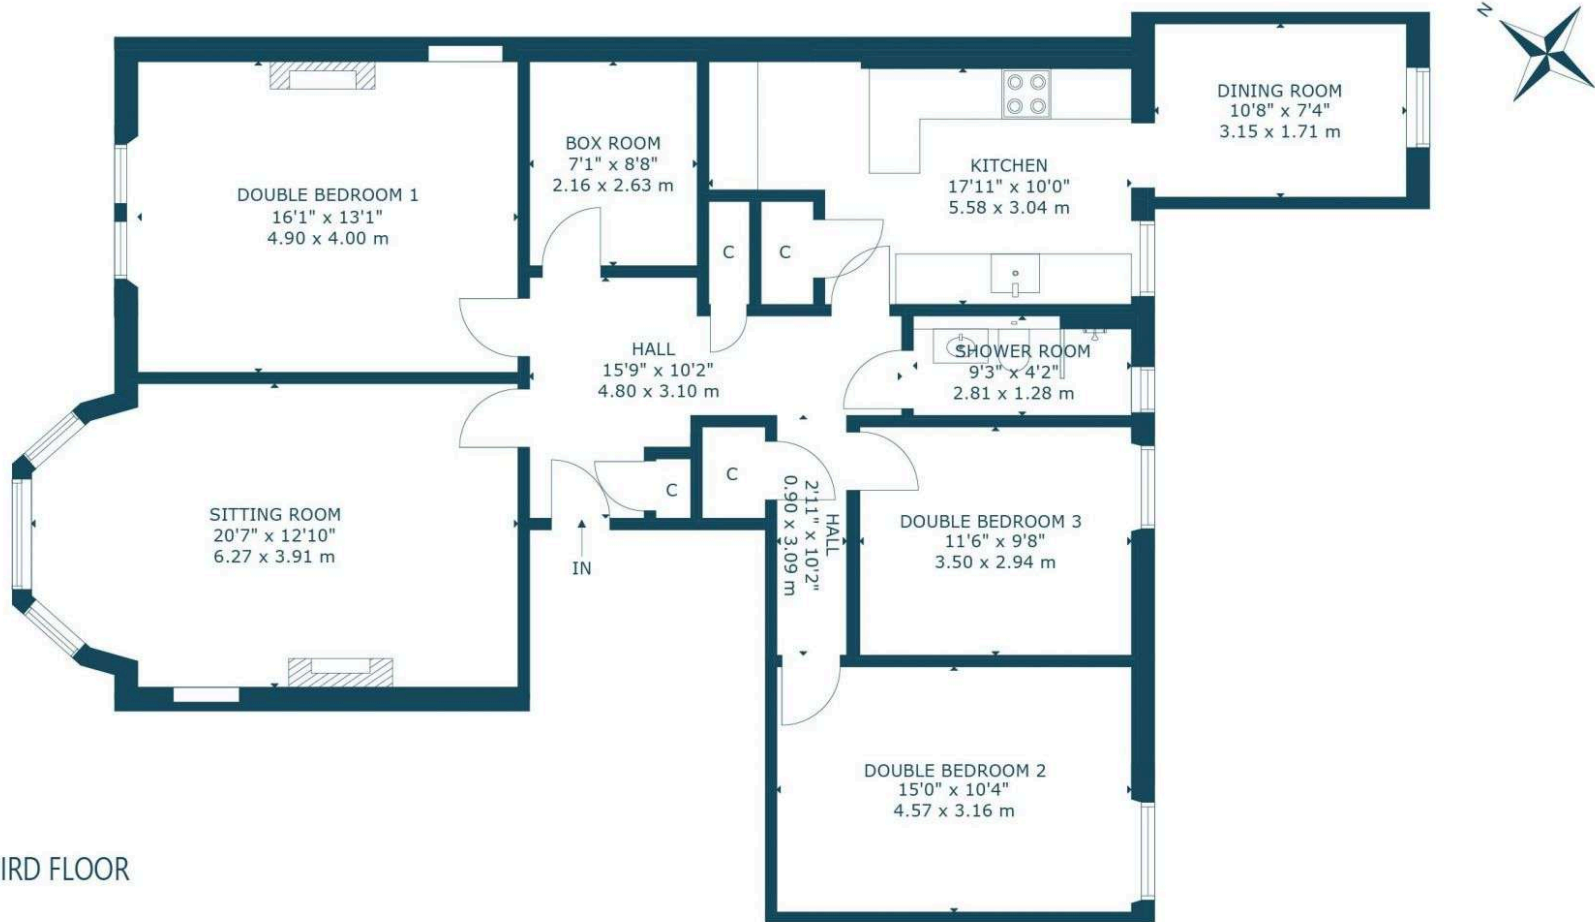 N
DINING ROOM
10'8" x 7'4"
3.15 x 1.71 m
BOX ROOM
7'1" x 8'8"
2.16 x 2.63 m
KITCHEN
17'11" x 10'0"
5.58 x 3.04 m
DOUBLE BEDROOM 1
16'1" x 13'1"
4.90 x 4.00 m
C
C
HALL
15'9" x 10'2"
4.80 x 3.10 m
SHOWER ROOM
9'3" x 4'2"
2.81 x 1.28 m
C
C
SITTING ROOM
20'7" x 12'10"
6.27 x 3.91 m
HALL
2'11" x 10'2"
0.90 x 3.09 m
DOUBLE BEDROOM 3
11'6" x 9'8"
3.50 x 2.94 m
IN
DOUBLE BEDROOM 2
15'0" x 10'4"
4.57 x 3.16 m
IRD FLOOR